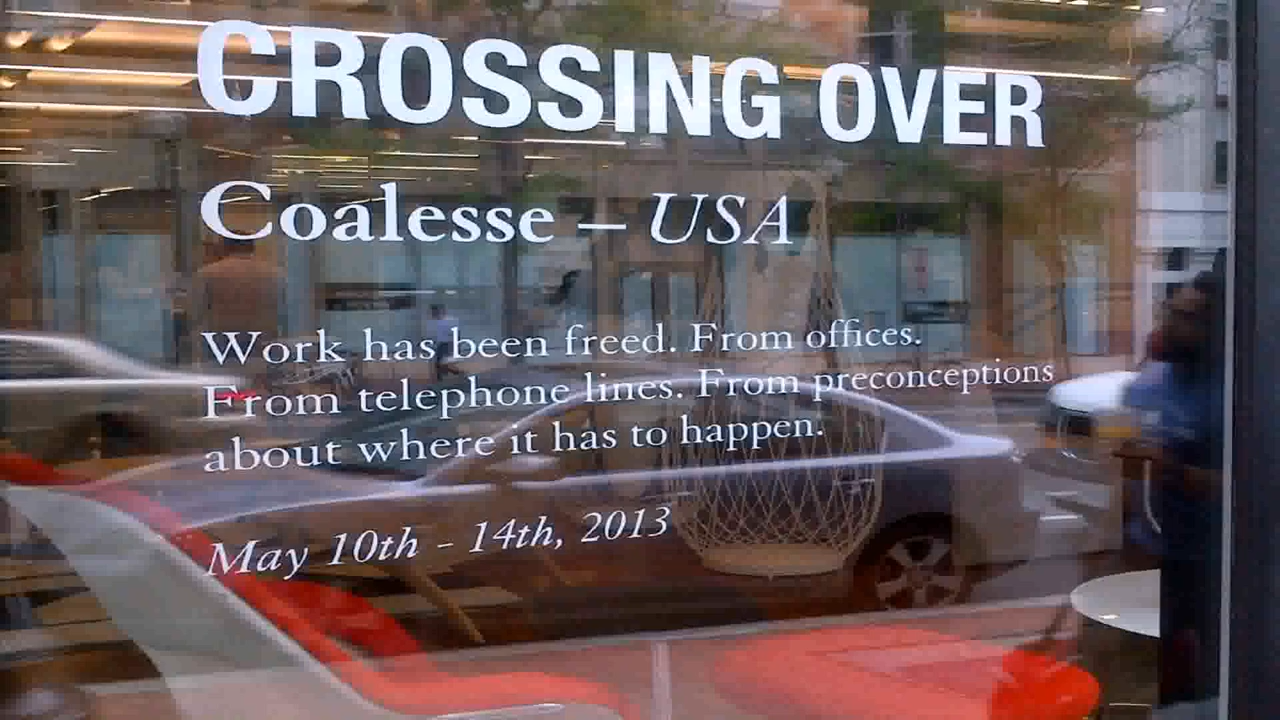 CROSSING OVER
Coalesse – USA
Work has been freed. From offices.
From telephone lines. From preconceptions
about where it has to happen.
May 10th - 14th, 2013